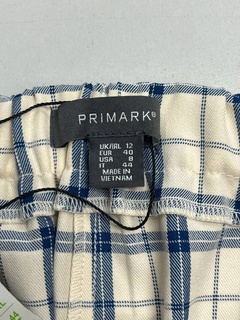 PRIMARK®
UK/IRL 12
EUR 40
USA 8
IT 44
MADE IN
VIETNAM